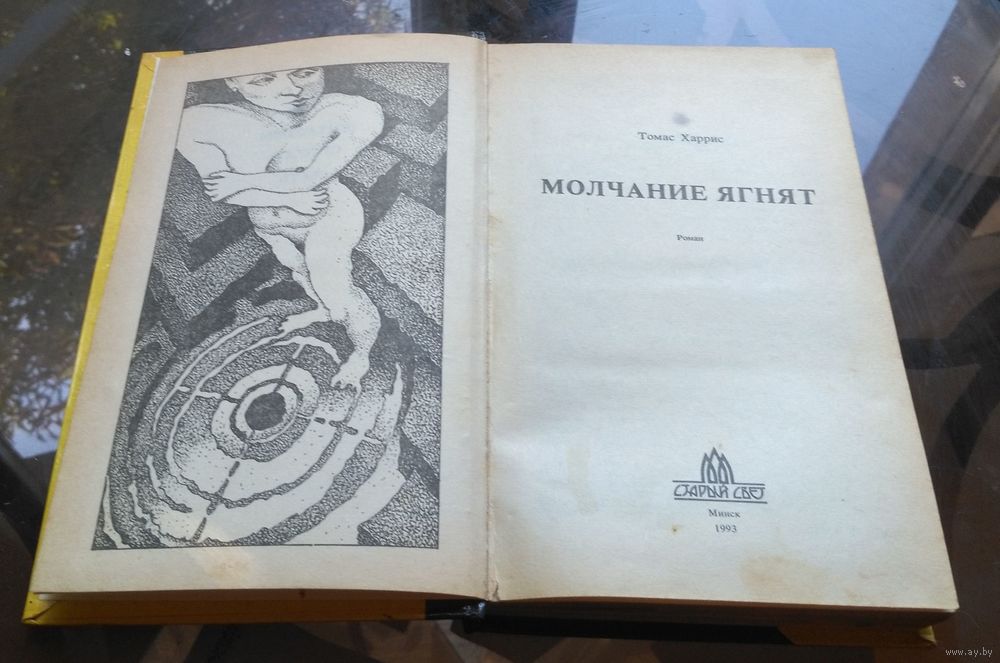 Томас Харрис
МОЛЧАНИЕ ЯГНЯТ
Роман
СТАРЫЙ СВЕТ
Минск
1993
www.ay.by